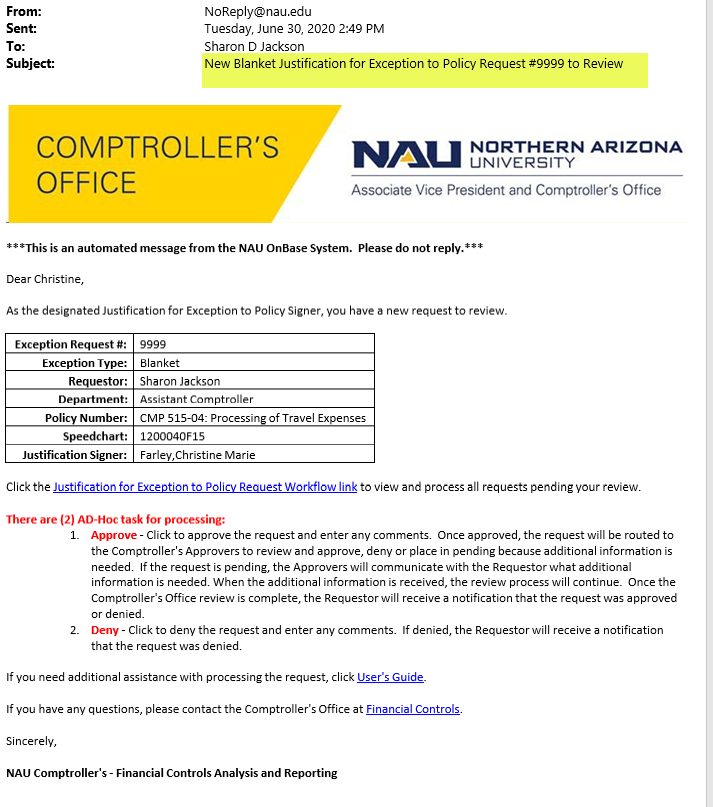 From: NoReply@nau.edu
Sent: Tuesday, June 30, 2020 2:49 PM
To: Sharon D Jackson
Subject: New Blanket Justification for Exception to Policy Request #9999 to Review
COMPTROLLER'S
OFFICE
NAU NORTHERN ARIZONA
UNIVERSITY
Associate Vice President and Comptroller's Office
***This is an automated message from the NAU OnBase System.  Please do not reply.***
Dear Christine,
As the designated Justification for Exception to Policy Signer, you have a new request to review.
Exception Request #: 9999
Exception Type: Blanket
Requestor: Sharon Jackson
Department: Assistant Comptroller
Policy Number: CMP 515-04: Processing of Travel Expenses
Speedchart: 1200040F15
Justification Signer: Farley,Christine Marie
Click the Justification for Exception to Policy Request Workflow link to view and process all requests pending your review.
There are (2) AD-Hoc task for processing:
1. Approve - Click to approve the request and enter any comments.  Once approved, the request will be routed to
the Comptroller's Approvers to review and approve, deny or place in pending because additional information is
needed.  If the request is pending, the Approvers will communicate with the Requestor what additional
information is needed. When the additional information is received, the review process will continue.  Once the
Comptroller's Office review is complete, the Requestor will receive a notification that the request was approved
or denied.
2. Deny - Click to deny the request and enter any comments.  If denied, the Requestor will receive a notification
that the request was denied.
If you need additional assistance with processing the request, click User's Guide.
If you have any questions, please contact the Comptroller's Office at Financial Controls.
Sincerely,
NAU Comptroller's - Financial Controls Analysis and Reporting